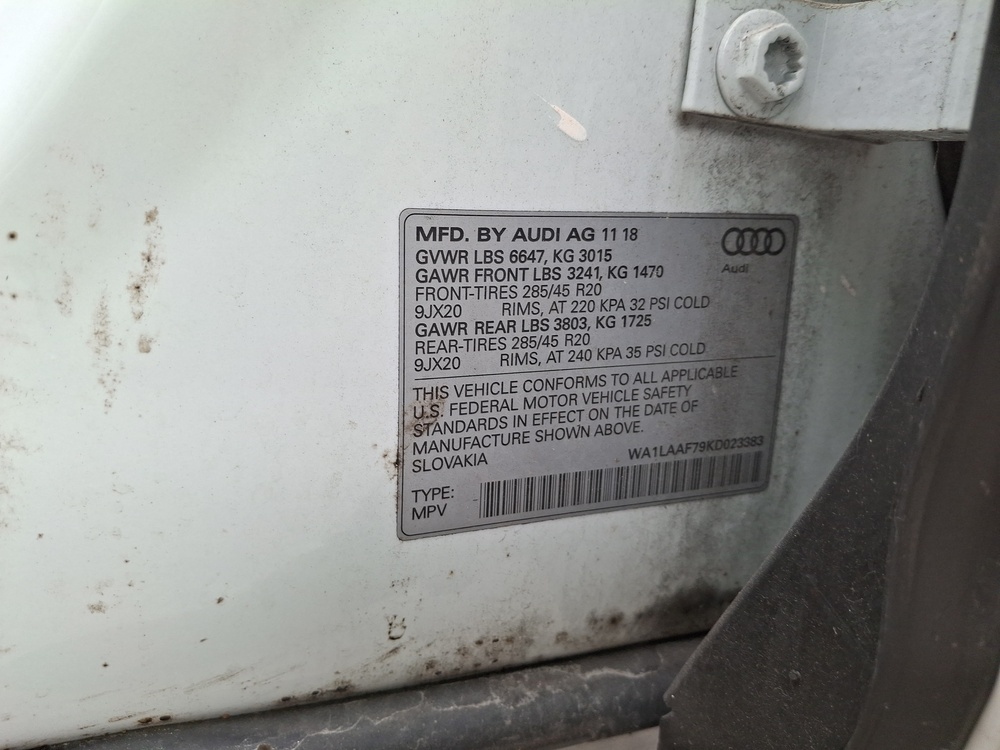 MFD. BY AUDI AG 11 18
Audi
GVWR LBS 6647, KG 3015
GAWR FRONT LBS 3241, KG 1470
FRONT-TIRES 285/45 R20
9JX20 RIMS, AT 220 KPA 32 PSI COLD
GAWR REAR LBS 3803, KG 1725
REAR-TIRES 285/45 R20
9JX20 RIMS, AT 240 KPA 35 PSI COLD
THIS VEHICLE CONFORMS TO ALL APPLICABLE
U.S. FEDERAL MOTOR VEHICLE SAFETY
STANDARDS IN EFFECT ON THE DATE OF
MANUFACTURE SHOWN ABOVE.
SLOVAKIA WA1LAAF79KD023383
TYPE:
MPV